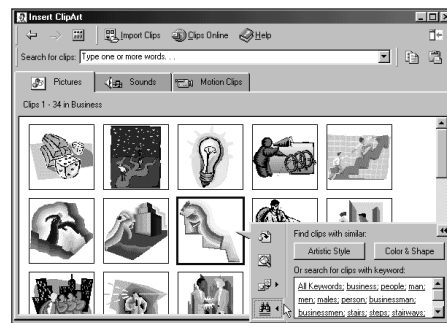 Insert ClipArt
Import Clips Clips Online Help
Search for clips: Type one or more words. . .
Pictures Sounds Motion Clips
Clips 1 - 34 in Business
Find clips with similar:
Artistic Style Color & Shape
Or search for clips with keyword:
All Keywords; business; people; man;
men; males; person; businessman;
businessmen; stairs; steps; stairways;